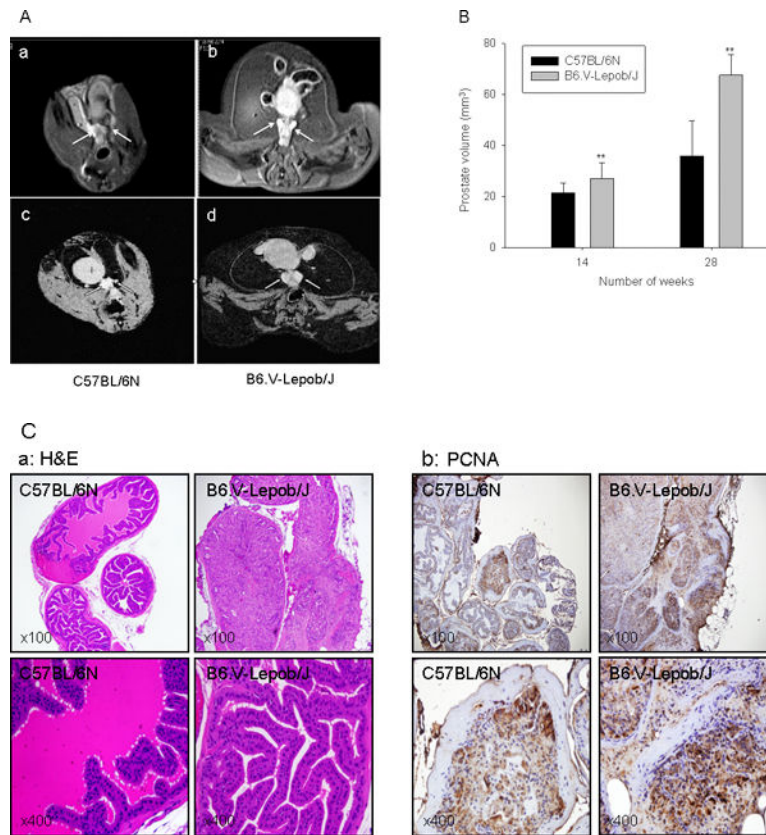 A
a
b
c
d
C57BL/6N
B6.V-Lepob/J
B
80
60
40
20
0
Prostate volume (mm³)
C57BL/6N
B6.V-Lepob/J
**
**
14
28
Number of weeks
C
a: H&E
C57BL/6N
B6.V-Lepob/J
x100
x100
C57BL/6N
B6.V-Lepob/J
x400
x400
b: PCNA
C57BL/6N
B6.V-Lepob/J
x100
x100
C57BL/6N
B6.V-Lepob/J
x400
x400